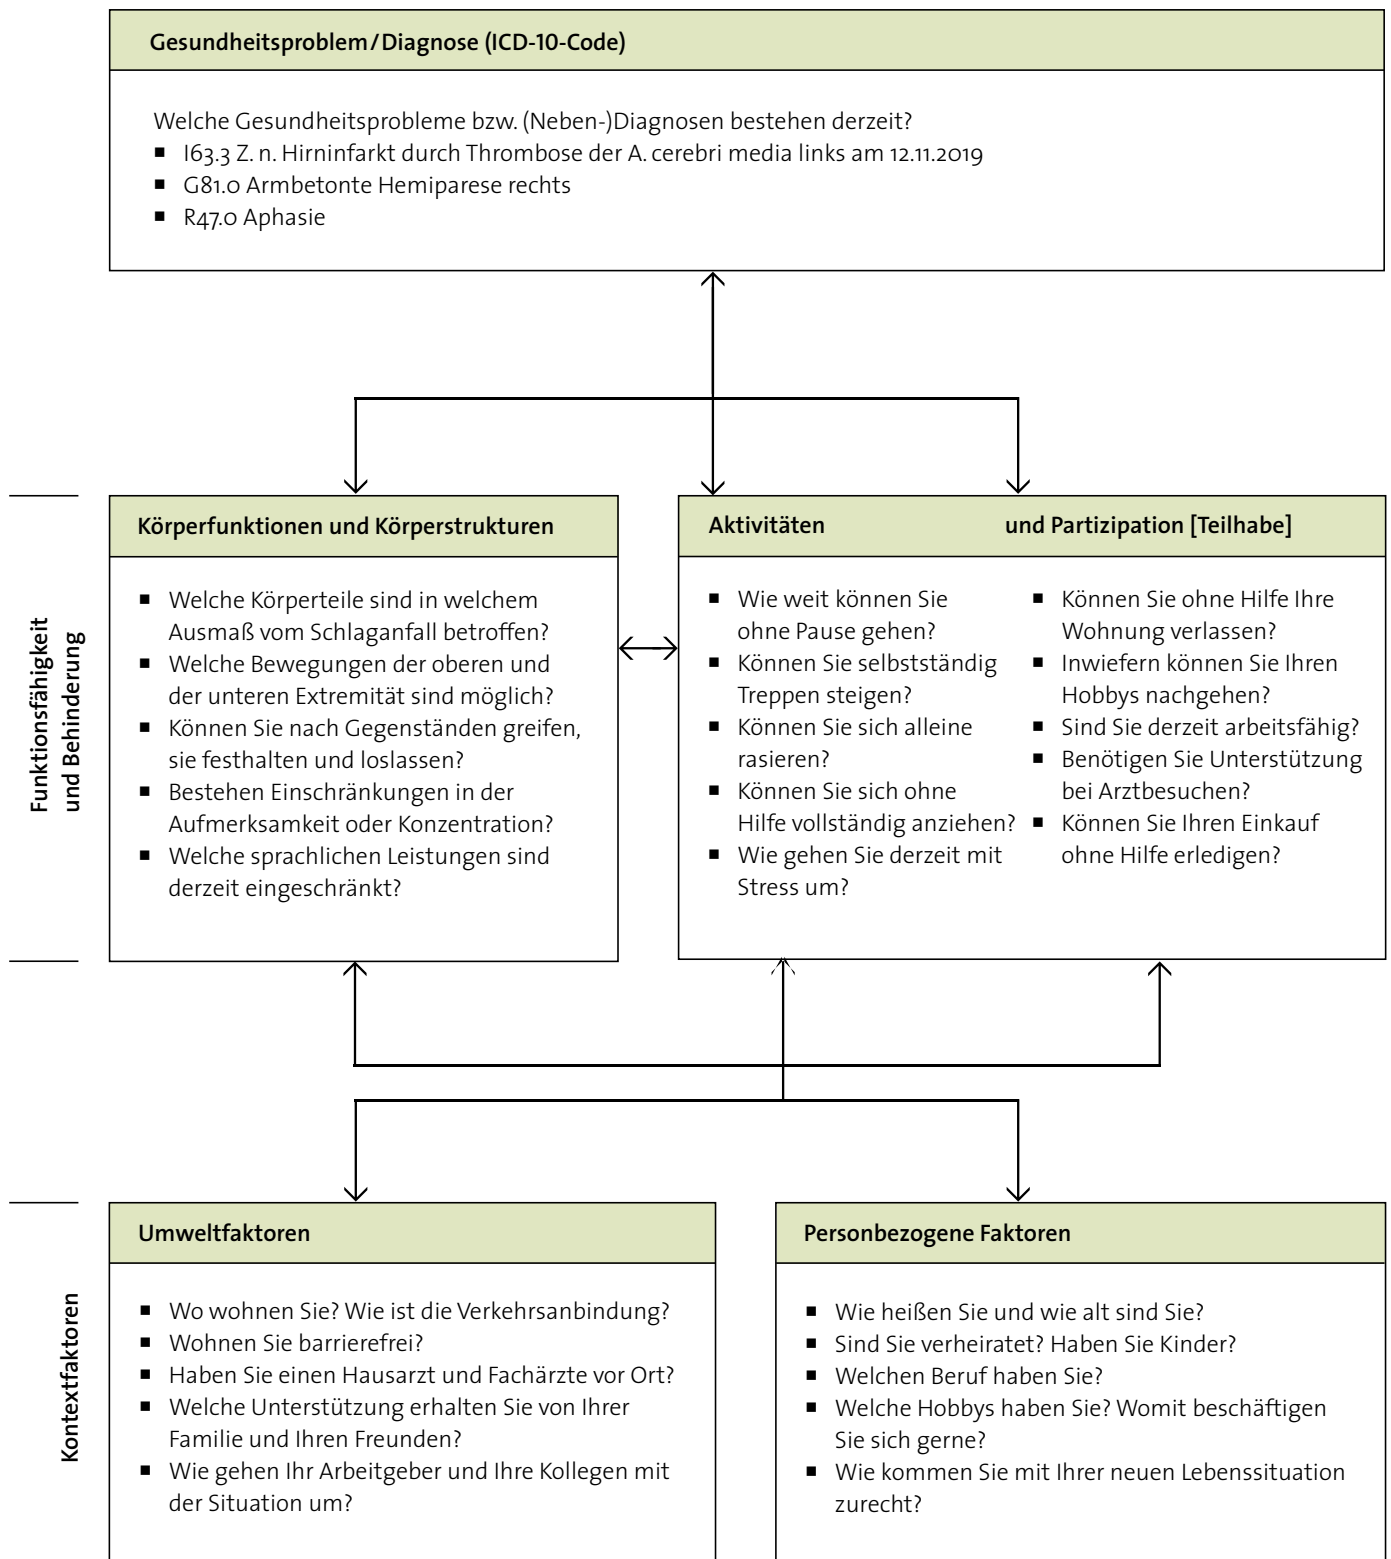 Gesundheitsproblem/Diagnose (ICD-10-Code)
Welche Gesundheitsprobleme bzw. (Neben-)Diagnosen bestehen derzeit?
■ I63.3 Z. n. Hirninfarkt durch Thrombose der A. cerebri media links am 12.11.2019
■ G81.0 Armbetonte Hemiparese rechts
■ R47.0 Aphasie
Funktionsfähigkeit
und Behinderung
Körperfunktionen und Körperstrukturen
■ Welche Körperteile sind in welchem
Ausmaß vom Schlaganfall betroffen?
■ Welche Bewegungen der oberen und
der unteren Extremität sind möglich?
■ Können Sie nach Gegenständen greifen,
sie festhalten und loslassen?
■ Bestehen Einschränkungen in der
Aufmerksamkeit oder Konzentration?
■ Welche sprachlichen Leistungen sind
derzeit eingeschränkt?
Aktivitäten und Partizipation [Teilhabe]
■ Wie weit können Sie
ohne Pause gehen?
■ Können Sie selbstständig
Treppen steigen?
■ Können Sie sich alleine
rasieren?
■ Können Sie sich ohne
Hilfe vollständig anziehen?
■ Wie gehen Sie derzeit mit
Stress um?
■ Können Sie ohne Hilfe Ihre
Wohnung verlassen?
■ Inwiefern können Sie Ihren
Hobbys nachgehen?
■ Sind Sie derzeit arbeitsfähig?
■ Benötigen Sie Unterstützung
bei Arztbesuchen?
■ Können Sie Ihren Einkauf
ohne Hilfe erledigen?
Kontextfaktoren
Umweltfaktoren
■ Wo wohnen Sie? Wie ist die Verkehrsanbindung?
■ Wohnen Sie barrierefrei?
■ Haben Sie einen Hausarzt und Fachärzte vor Ort?
■ Welche Unterstützung erhalten Sie von Ihrer
Familie und Ihren Freunden?
■ Wie gehen Ihr Arbeitgeber und Ihre Kollegen mit
der Situation um?
Personbezogene Faktoren
■ Wie heißen Sie und wie alt sind Sie?
■ Sind Sie verheiratet? Haben Sie Kinder?
■ Welchen Beruf haben Sie?
■ Welche Hobbys haben Sie? Womit beschäftigen
Sie sich gerne?
■ Wie kommen Sie mit Ihrer neuen Lebenssituation
zurecht?